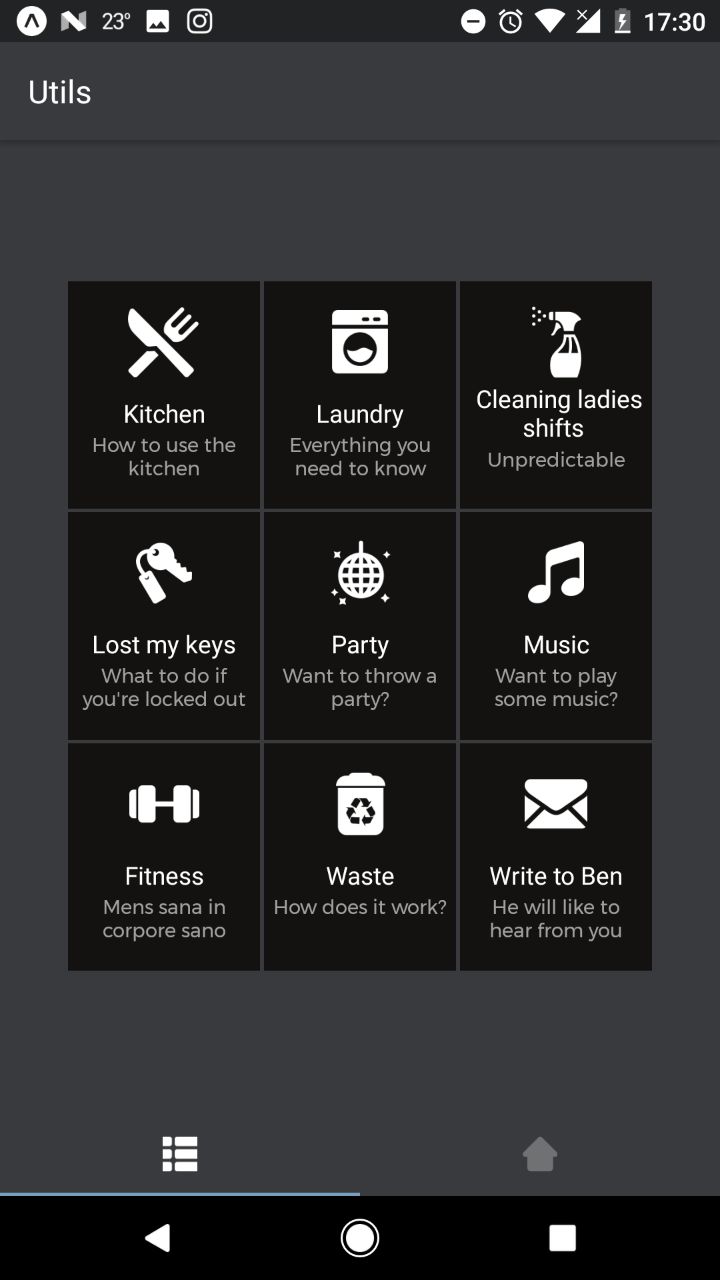 23° 17:30
Utils
Kitchen
How to use the
kitchen
Laundry
Everything you
need to know
Cleaning ladies
shifts
Unpredictable
Lost my keys
What to do if
you're locked out
Party
Want to throw a
party?
Music
Want to play
some music?
Fitness
Mens sana in
corpore sano
Waste
How does it work?
Write to Ben
He will like to
hear from you